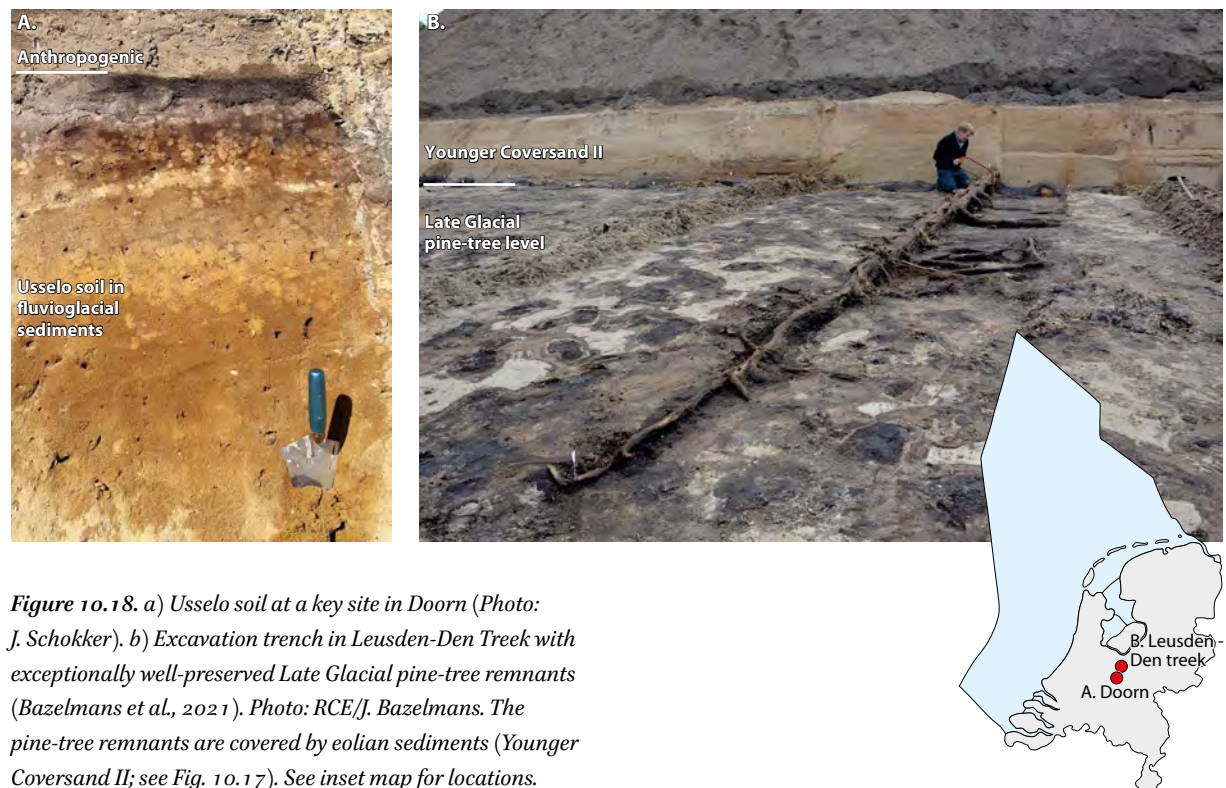 A.
Anthropogenic
Usselo soil in
fluvioglacial
sediments
B.
Younger Coversand II
Late Glacial
pine-tree level
B. Leusden -
Den treek
A. Doorn
Figure 10.18. a) Usselo soil at a key site in Doorn (Photo:
J. Schokker). b) Excavation trench in Leusden-Den Treek with
exceptionally well-preserved Late Glacial pine-tree remnants
(Bazelmans et al., 2021). Photo: RCE/J. Bazelmans. The
pine-tree remnants are covered by eolian sediments (Younger
Coversand II; see Fig. 10.17). See inset map for locations.